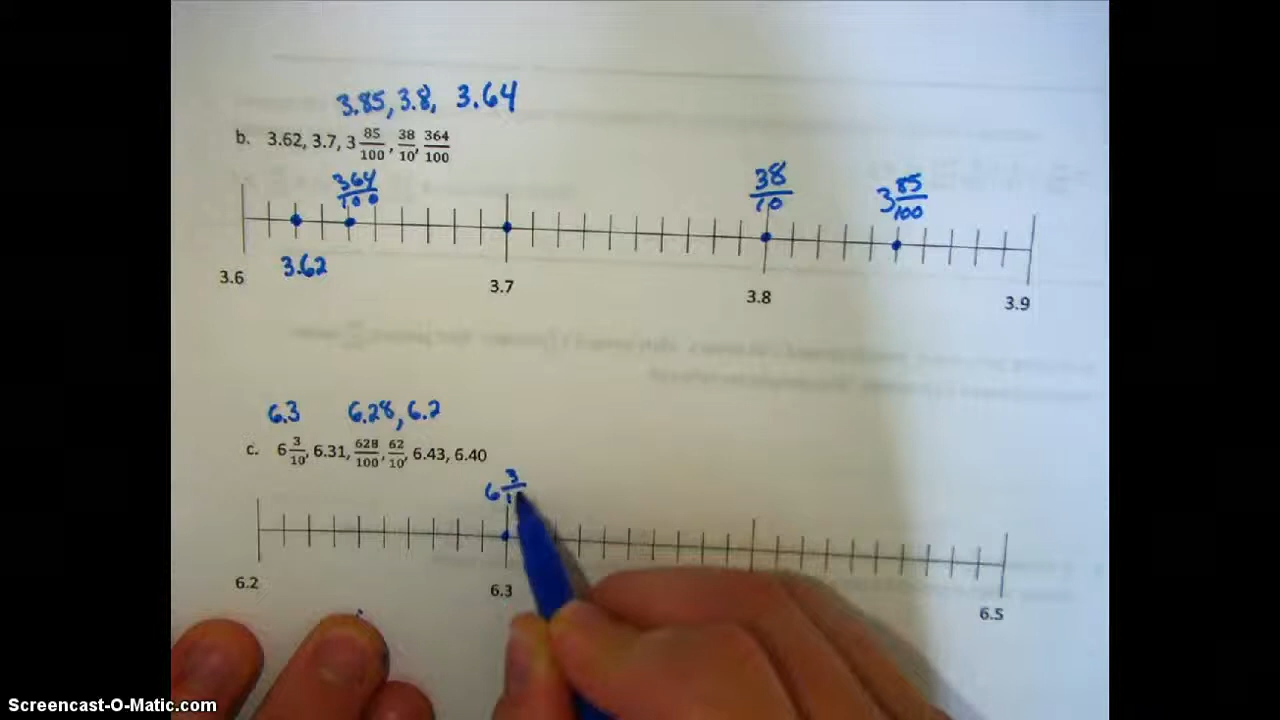 3.85, 3.8, 3.64
b. 3.62, 3.7, 3 85/100, 38/10, 364/100
364/100 38/10 3 85/100
3.62
3.6 3.7 3.8 3.9
6.3 6.28, 6.2
c. 6 3/10, 6.31, 628/100, 62/10, 6.43, 6.40
6 3/1
6.2 6.3 6.5
Screencast-O-Matic.com